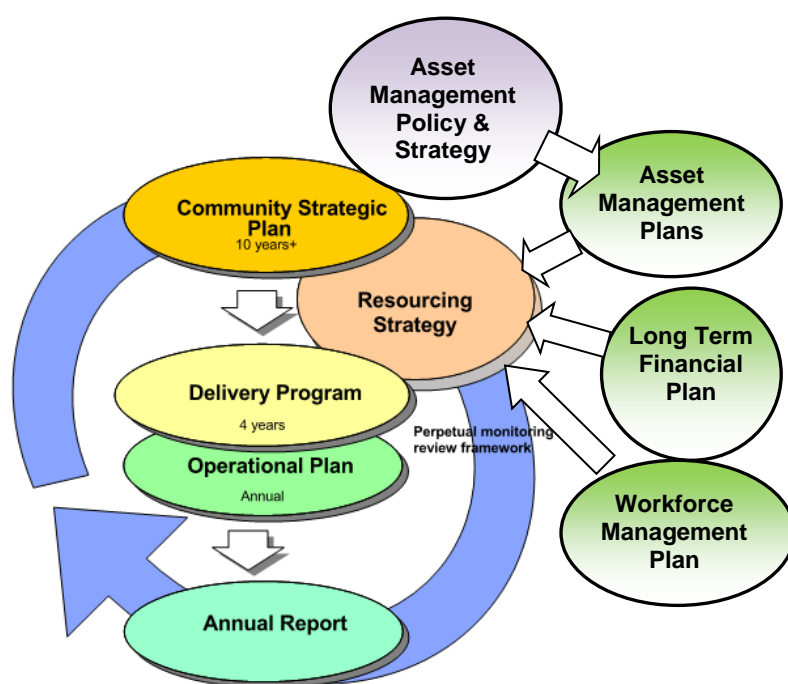 Asset
Management
Policy &
Strategy
Asset
Management
Plans
Community Strategic
Plan
10 years+
Resourcing
Strategy
Long Term
Financial
Plan
Delivery Program
4 years
Perpetual monitoring
review framework
Operational Plan
Annual
Workforce
Management
Plan
Annual Report